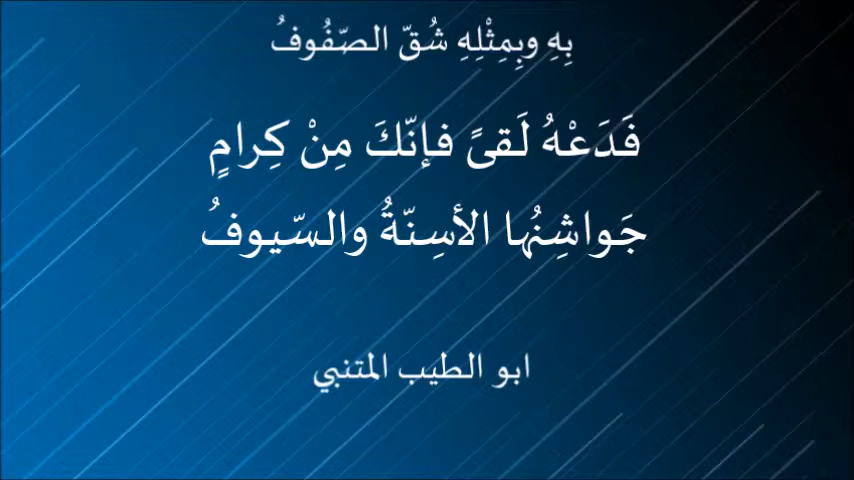 بِهِ وبِمِثْلِهِ شُقّ الصّفُوفُ
فَدَعْهُ لَقىً فإنّكَ مِنْ كِرامٍ
جَواشِنُها الأسِنّةُ والسّيوفُ
ابو الطيب المتنبي